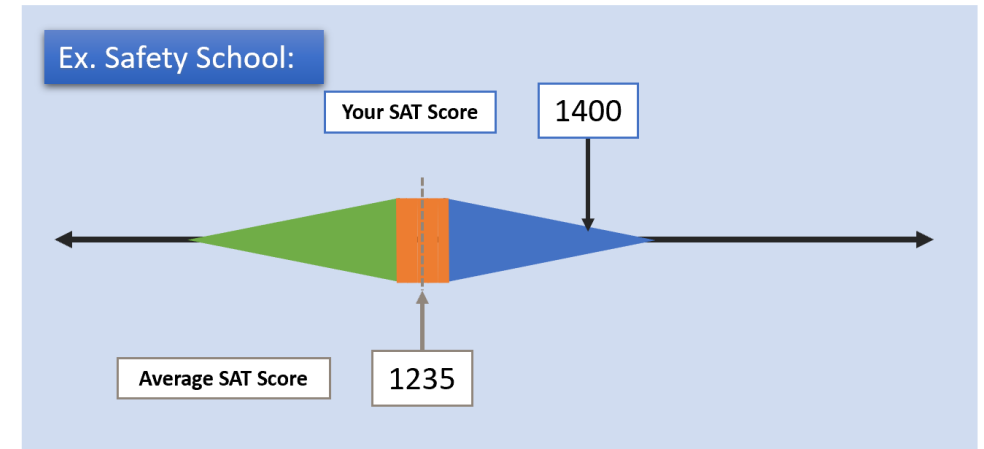 Ex. Safety School:
Your SAT Score
1400
Average SAT Score
1235